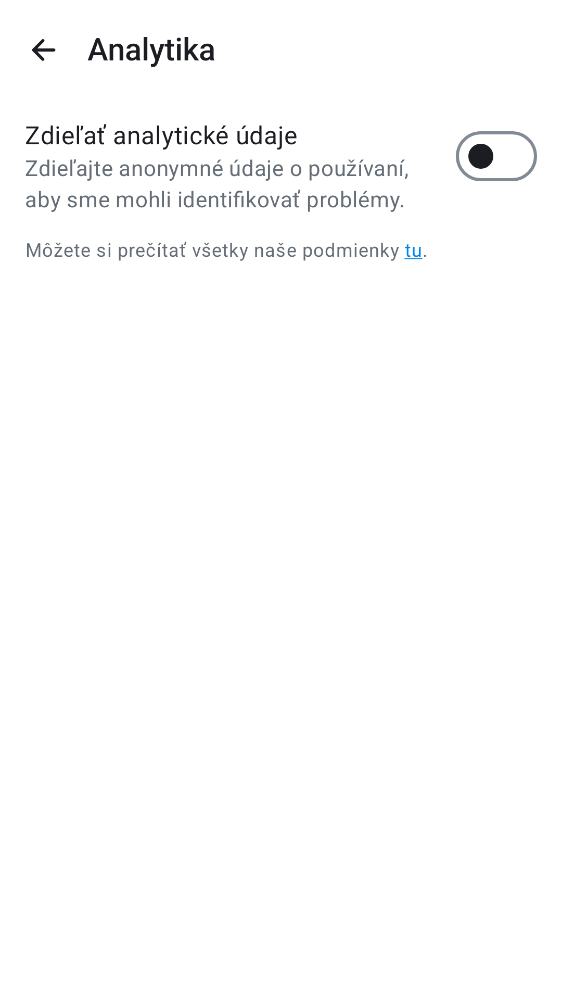 Analytika
Zdieľať analytické údaje
Zdieľajte anonymné údaje o používaní,
aby sme mohli identifikovať problémy.
Môžete si prečítať všetky naše podmienky tu.